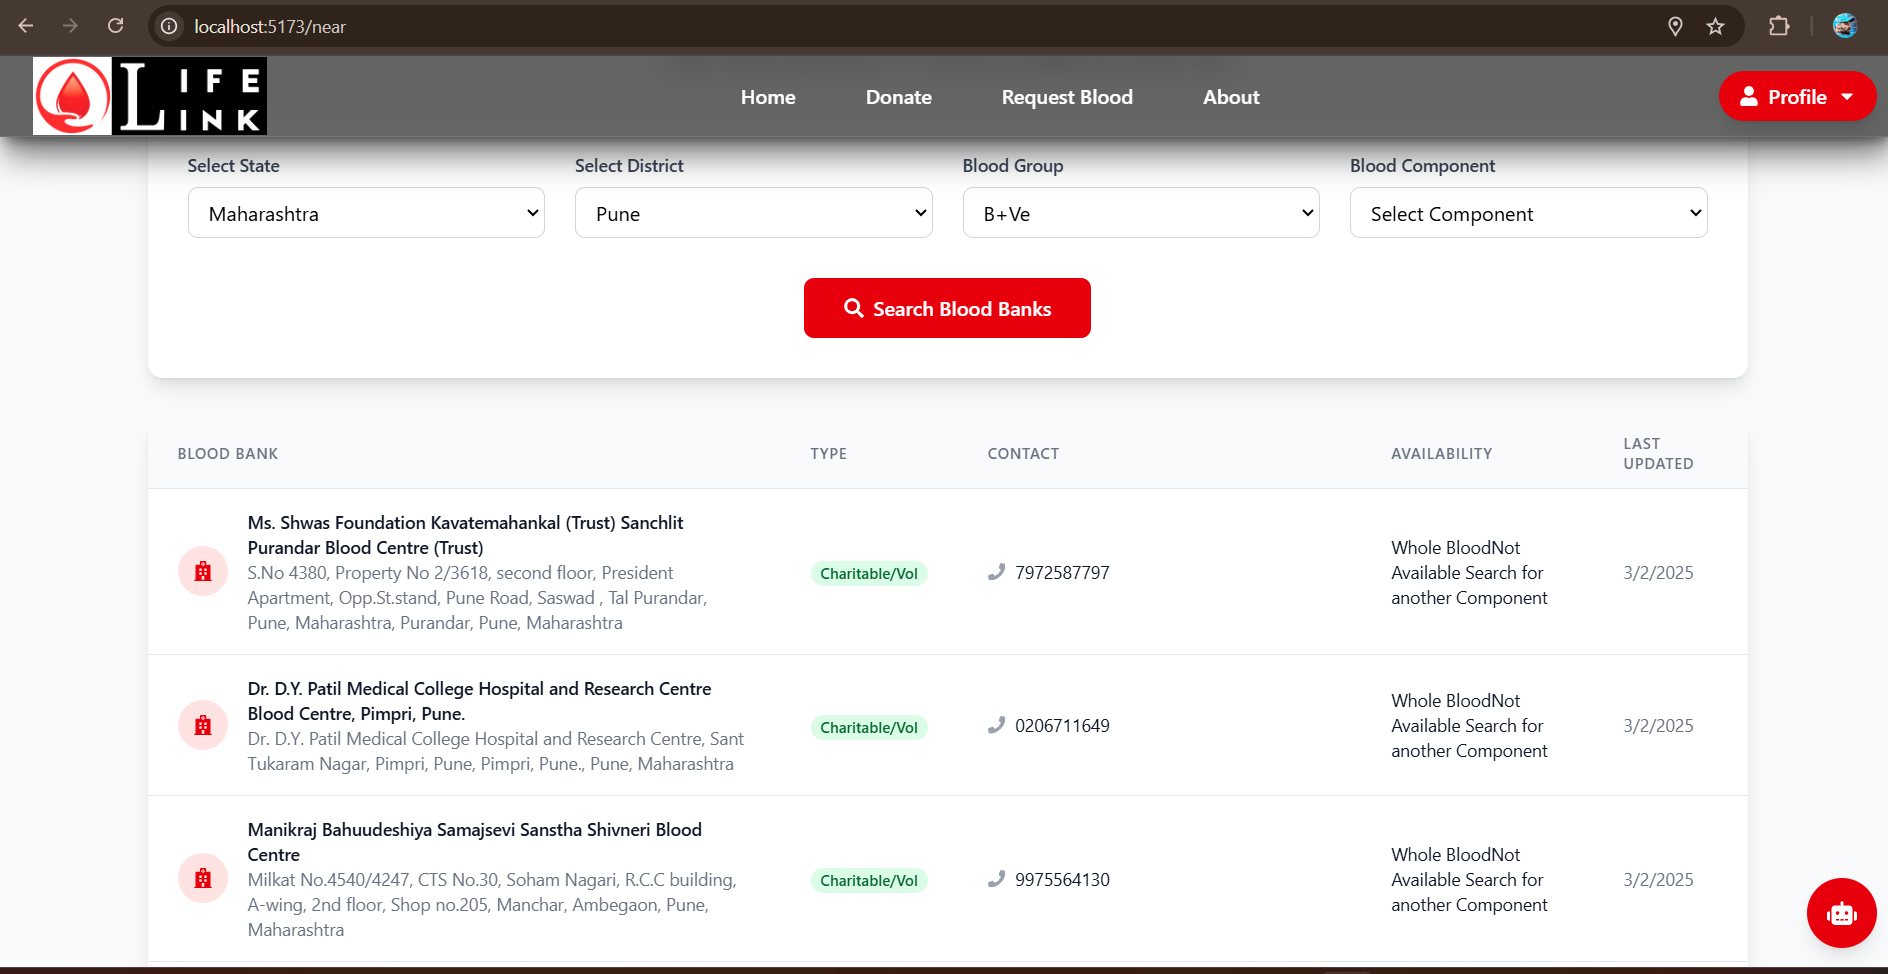 localhost:5173/near
LIFE
LINK
Home
Donate
Request Blood
About
Profile
Select State
Select District
Blood Group
Blood Component
Maharashtra
Pune
B+Ve
Select Component
Search Blood Banks
BLOOD BANK
TYPE
CONTACT
AVAILABILITY
LAST
UPDATED
Ms. Shwas Foundation Kavatemahankal (Trust) Sanchlit
Purandar Blood Centre (Trust)
S.No 4380, Property No 2/3618, second floor, President
Apartment, Opp.St.stand, Pune Road, Saswad , Tal Purandar,
Pune, Maharashtra, Purandar, Pune, Maharashtra
Charitable/Vol
7972587797
Whole BloodNot
Available Search for
another Component
3/2/2025
Dr. D.Y. Patil Medical College Hospital and Research Centre
Blood Centre, Pimpri, Pune.
Dr. D.Y. Patil Medical College Hospital and Research Centre, Sant
Tukaram Nagar, Pimpri, Pune, Pimpri, Pune., Pune, Maharashtra
Charitable/Vol
0206711649
Whole BloodNot
Available Search for
another Component
3/2/2025
Manikraj Bahuudeshiya Samajsevi Sanstha Shivneri Blood
Centre
Milkat No.4540/4247, CTS No.30, Soham Nagari, R.C.C building,
A-wing, 2nd floor, Shop no.205, Manchar, Ambegaon, Pune,
Maharashtra
Charitable/Vol
9975564130
Whole BloodNot
Available Search for
another Component
3/2/2025